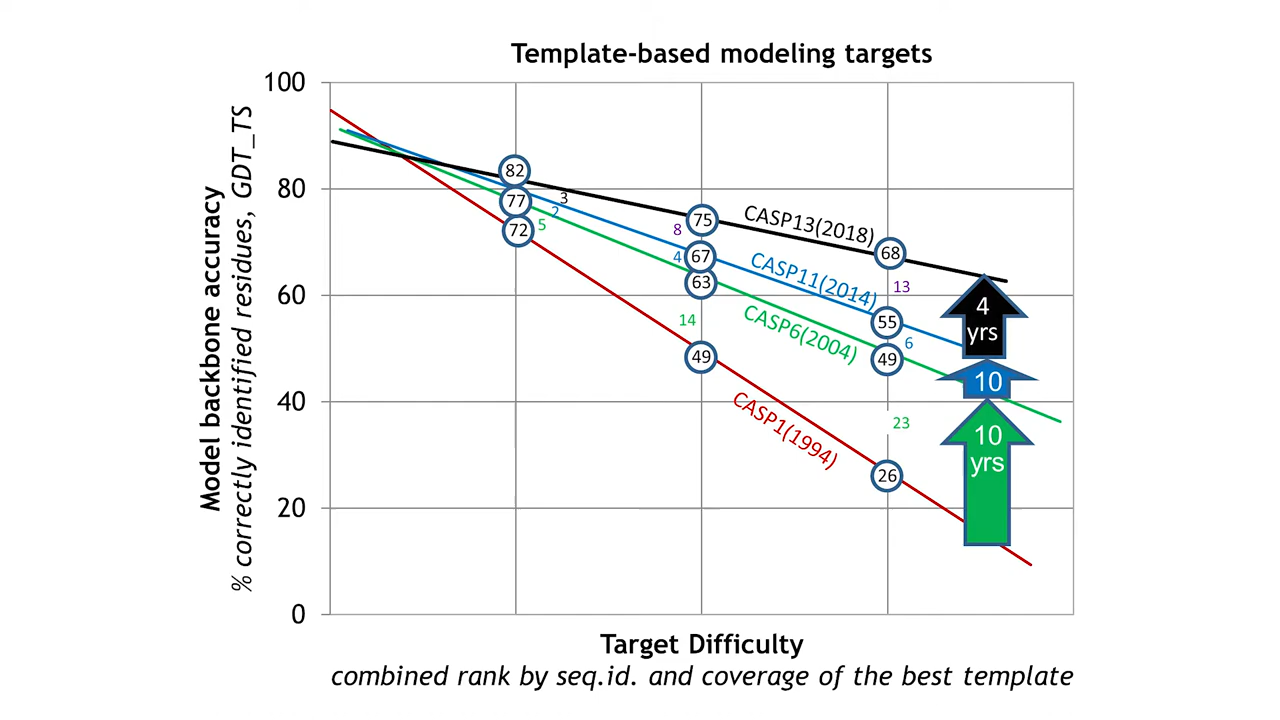 Template-based modeling targets
Model backbone accuracy
% correctly identified residues, GDT_TS
100
80
60
40
20
0
82
77
72
3
2
5
75
8
67
4
63
14
49
CASP13(2018)
CASP11(2014)
CASP6(2004)
CASP1(1994)
68
13
55
6
49
23
26
4
yrs
10
10
yrs
Target Difficulty
combined rank by seq.id. and coverage of the best template